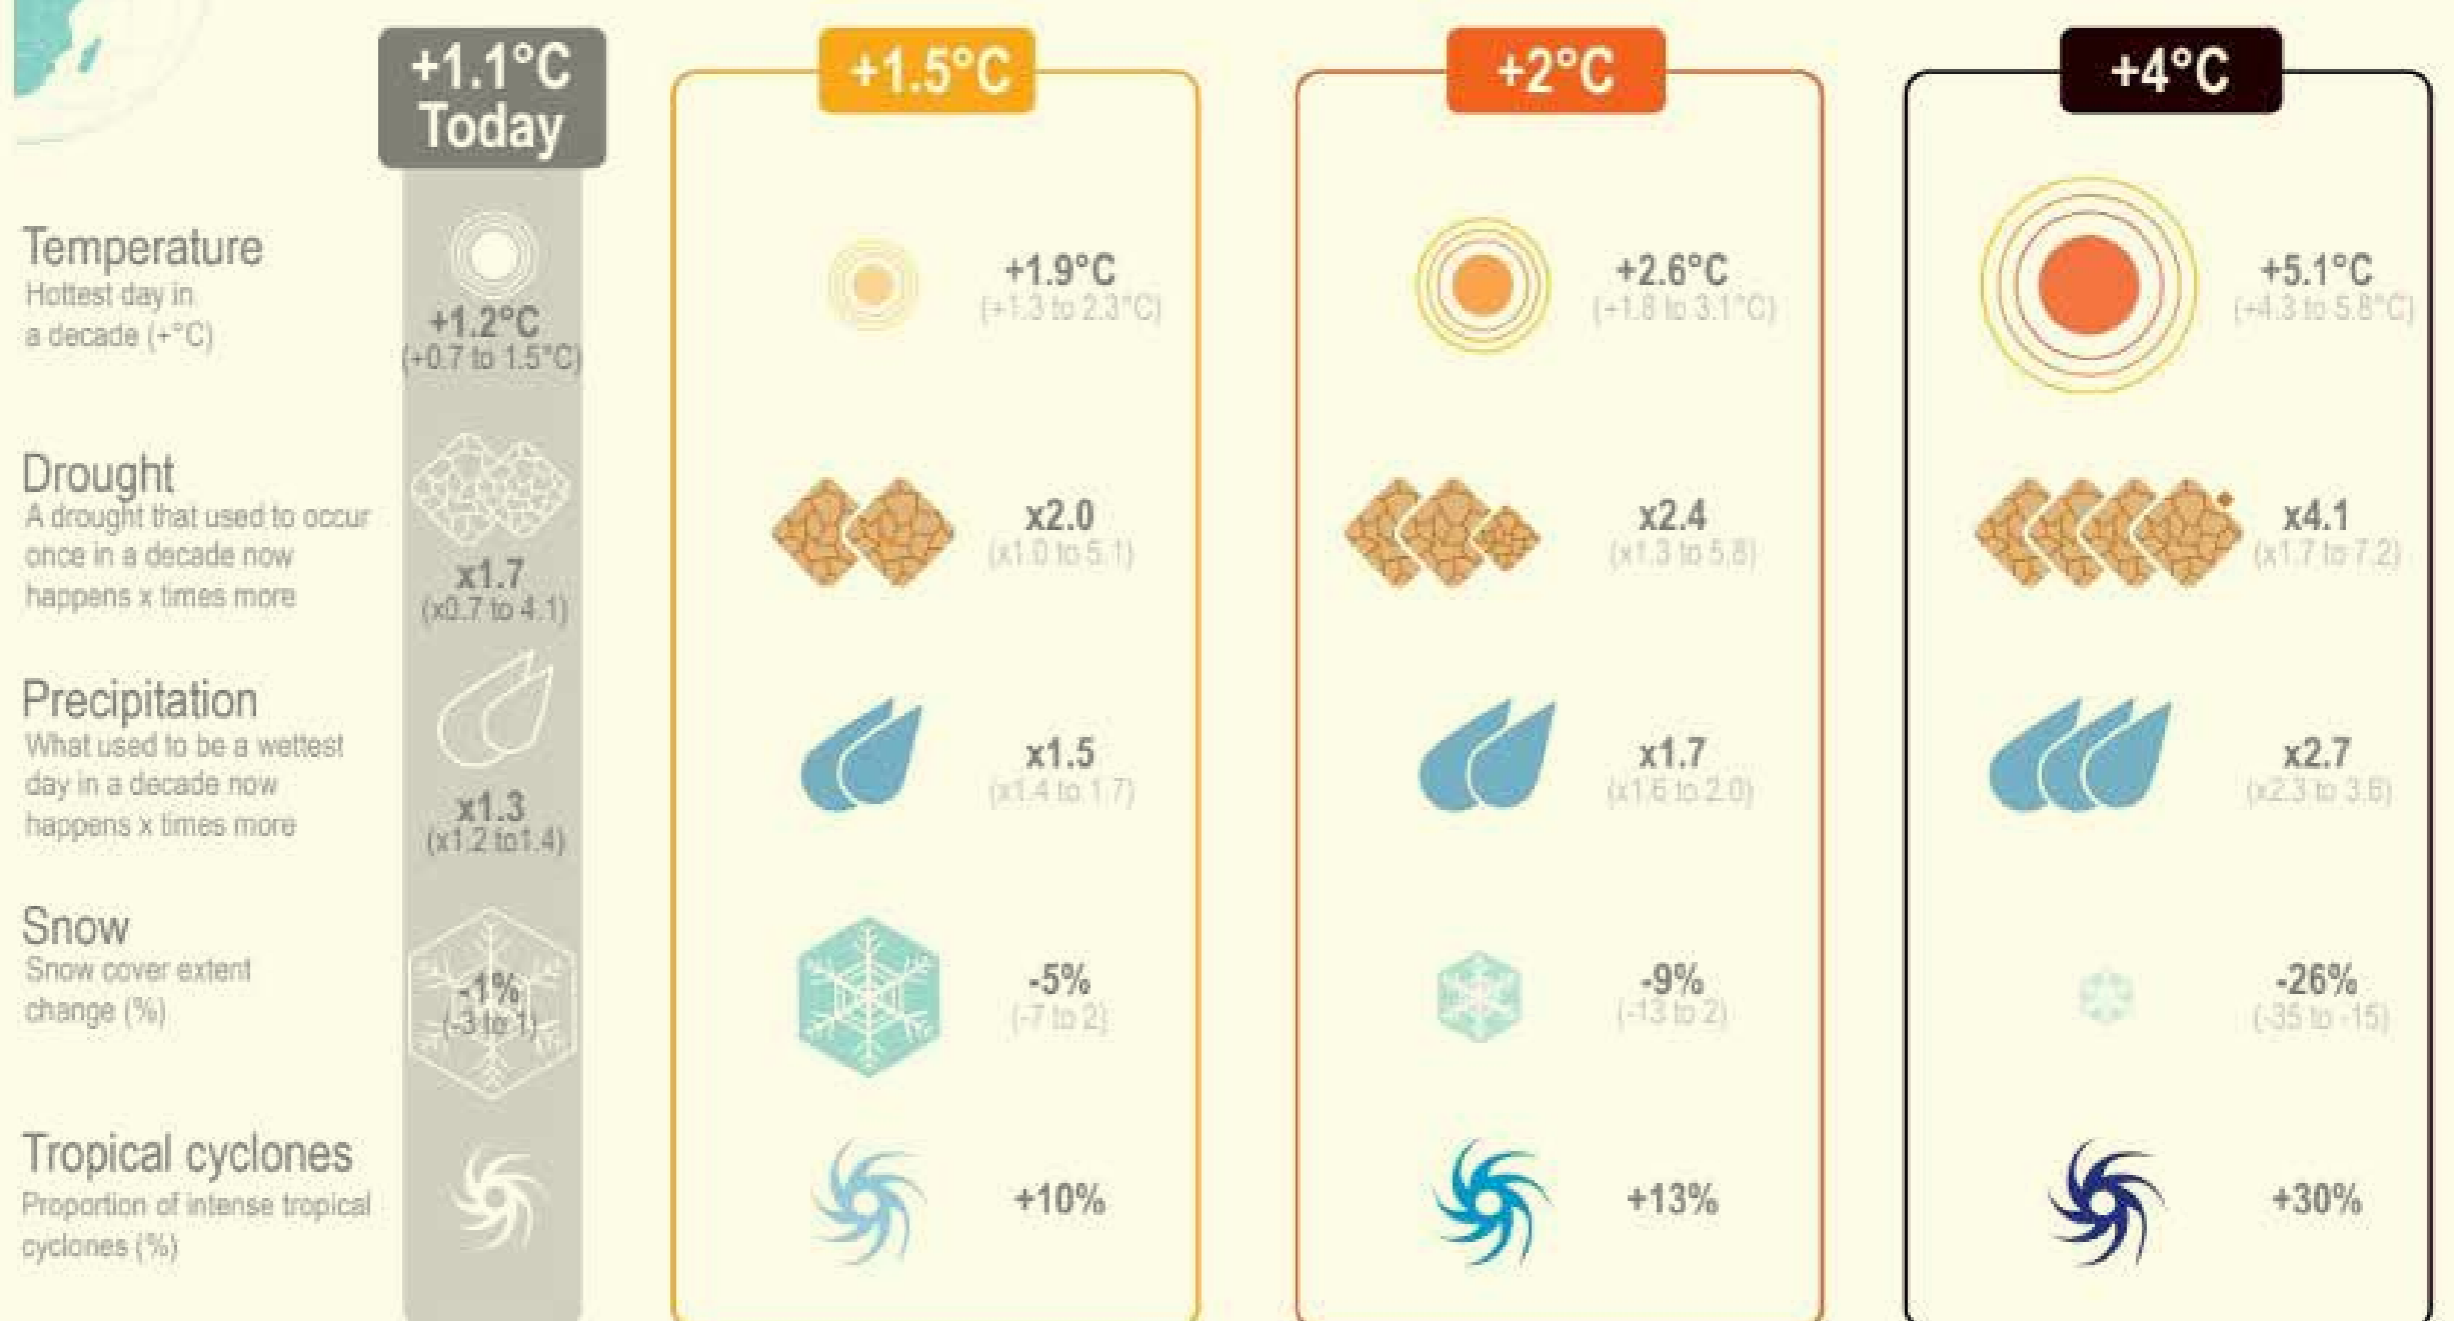 +1.1°C
Today
+1.5°C
+2°C
+4°C
Temperature
Hottest day in
a decade (+°C)
+1.2°C
(+0.7 to 1.5°C)
+1.9°C
(+1.3 to 2.3°C)
+2.6°C
(+1.8 to 3.1°C)
+5.1°C
(+4.3 to 5.8°C)
Drought
A drought that used to occur
once in a decade now
happens x times more
x1.7
(x0.7 to 4.1)
x2.0
(x1.0 to 5.1)
x2.4
(x1.3 to 5.8)
x4.1
(x1.7 to 7.2)
Precipitation
What used to be a wettest
day in a decade now
happens x times more
x1.3
(x1.2 to1.4)
x1.5
(x1.4 to 1.7)
x1.7
(x1.6 to 2.0)
x2.7
(x2.3 to 3.6)
Snow
Snow cover extent
change (%)
-1%
(-3 to 1)
-5%
(-7 to 2)
-9%
(-13 to 2)
-26%
(-35 to -15)
Tropical cyclones
Proportion of intense tropical
cyclones (%)
+10%
+13%
+30%